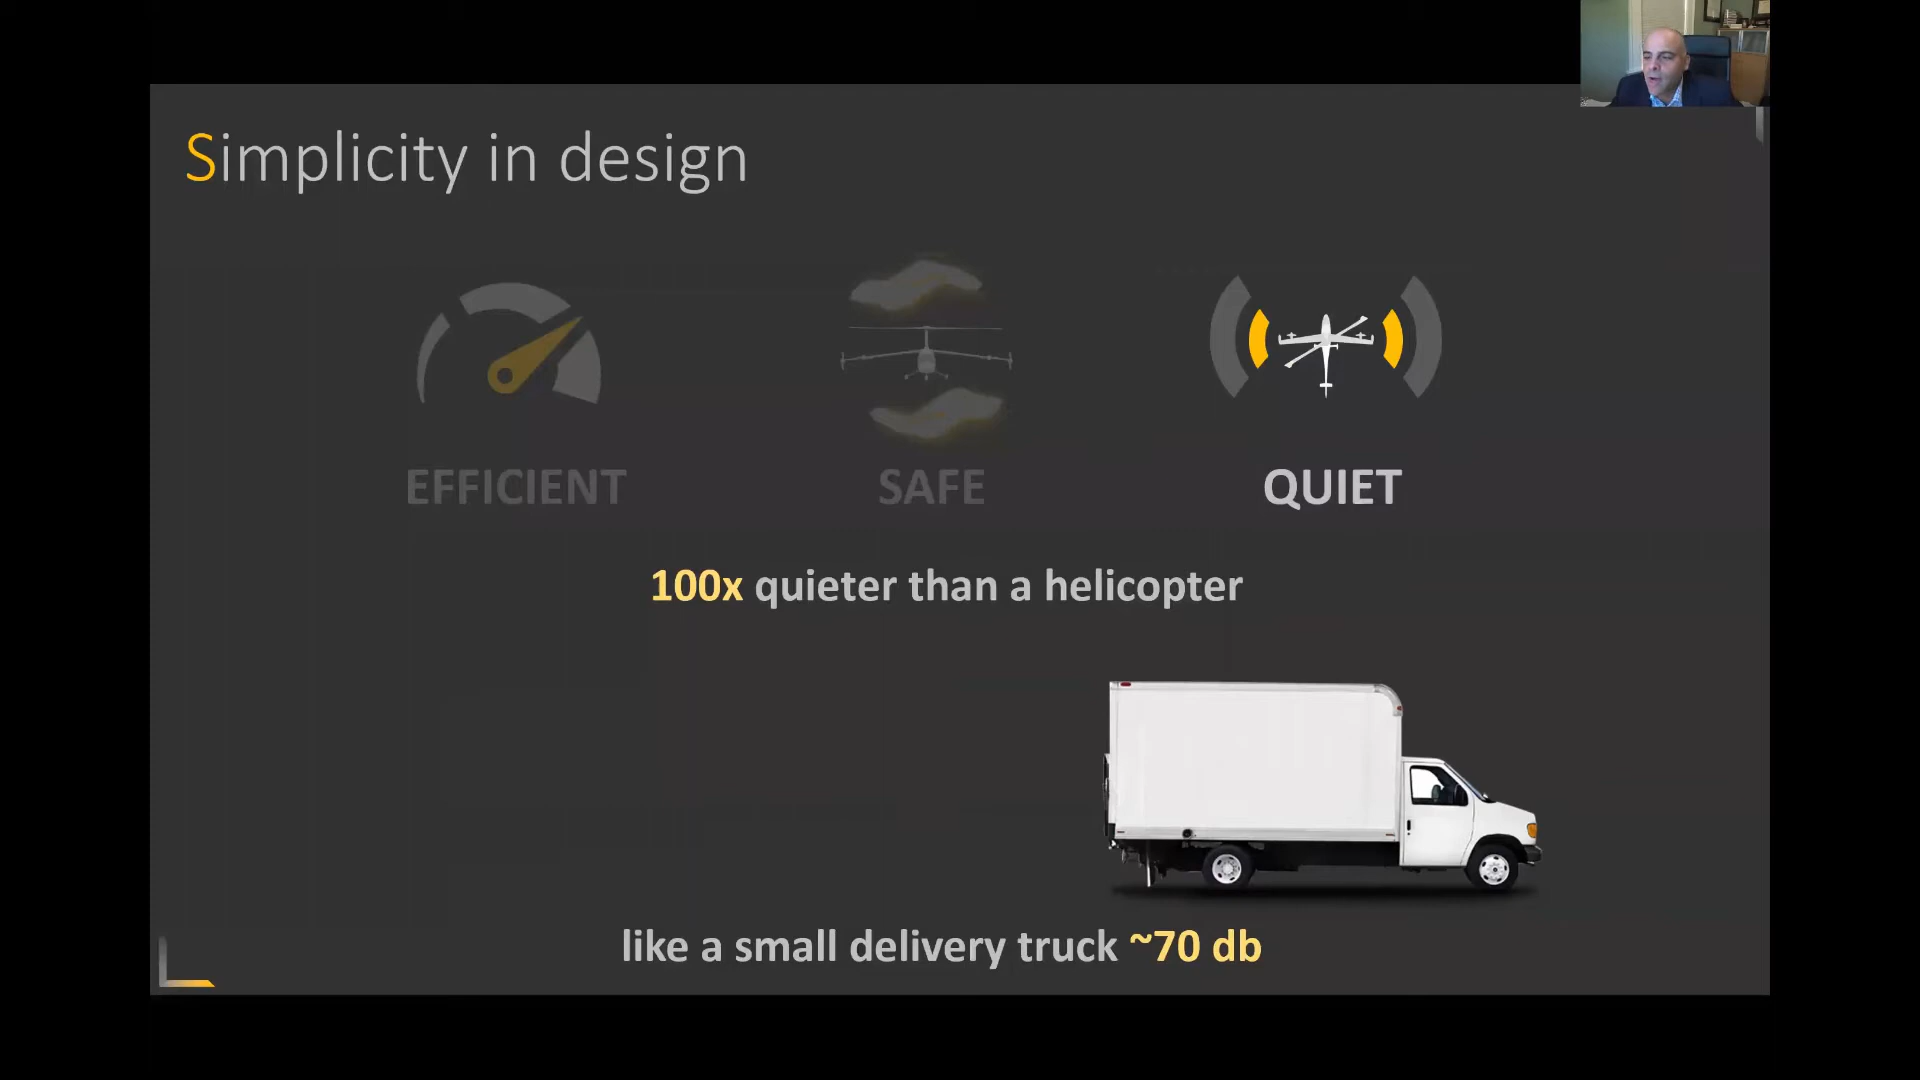 Simplicity in design
EFFICIENT
SAFE
QUIET
100x quieter than a helicopter
like a small delivery truck ~70 db